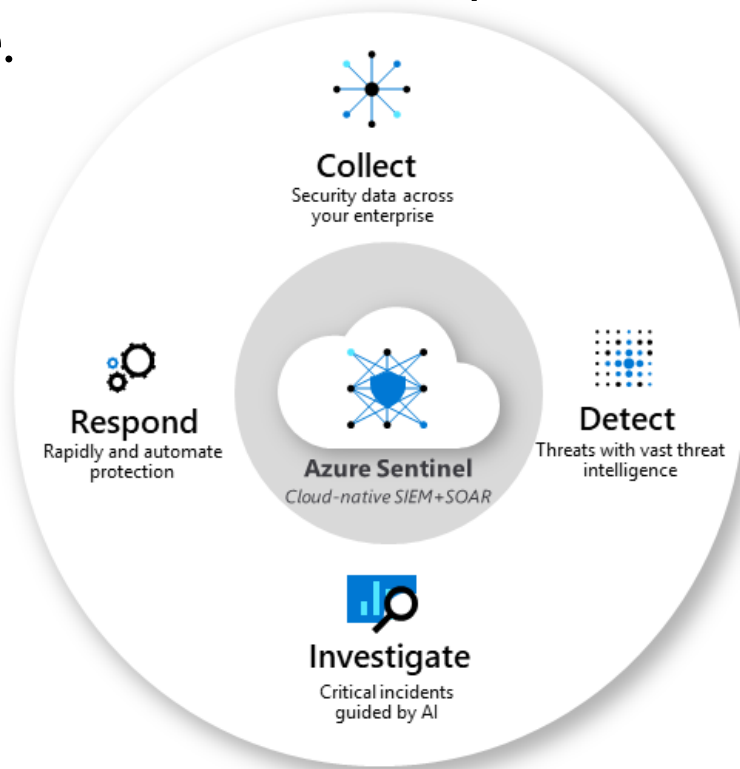 Collect
Security data across
your enterprise
Respond
Rapidly and automate
protection
Azure Sentinel
Cloud-native SIEM+SOAR
Detect
Threats with vast threat
intelligence
Investigate
Critical incidents
guided by AI